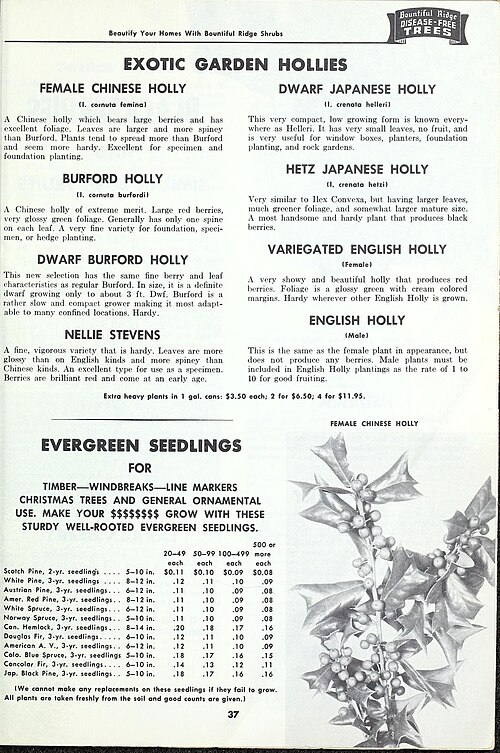 Beautify Your Homes With Bountiful Ridge Shrubs
Bountiful Ridge
DISEASE-FREE
TREES
EXOTIC GARDEN HOLLIES
FEMALE CHINESE HOLLY
(I. cornuta femina)
A Chinese holly which bears large berries and has
excellent foliage. Leaves are larger and more spiney
than Burford. Plants tend to spread more than Burford
and seem more hardy. Excellent for specimen and
foundation planting.
BURFORD HOLLY
(I. cornuta burfordi)
A Chinese holly of extreme merit. Large red berries,
very glossy green foliage. Generally has only one spine
on each leaf. A very fine variety for foundation, speci-
men, or hedge planting.
DWARF BURFORD HOLLY
This new selection has the same fine berry and leaf
characteristics as regular Burford. In size, it is a definite
dwarf growing only to about 3 ft. Dwf. Burford is a
rather slow and compact grower making it most adapt-
able to many confined locations. Hardy.
NELLIE STEVENS
A fine, vigorous variety that is hardy. Leaves are more
glossy than on English kinds and more spiney than
Chinese kinds. An excellent type for use as a specimen.
Berries are brilliant red and come at an early age.
DWARF JAPANESE HOLLY
(I. crenata helleri)
This very compact, low growing form is known every-
where as Helleri. It has very small leaves, no fruit, and
is very useful for window boxes, planters, foundation
planting, and rock gardens.
HETZ JAPANESE HOLLY
(I. crenata hetzi)
Very similar to Ilex Convexa, but having larger leaves,
much greener foliage, and somewhat larger mature size.
A most handsome and hardy plant that produces black
berries.
VARIEGATED ENGLISH HOLLY
(Female)
A very showy and beautiful holly that produces red
berries. Foliage is a glossy green with cream colored
margins. Hardy wherever other English Holly is grown.
ENGLISH HOLLY
(Male)
This is the same as the female plant in appearance, but
does not produce any berries. Male plants must be
included in English Holly plantings as the rate of 1 to
10 for good fruiting.
Extra heavy plants in 1 gal. cans: $3.50 each; 2 for $6.50; 4 for $11.95.
EVERGREEN SEEDLINGS
FOR
TIMBER—WINDBREAKS—LINE MARKERS
CHRISTMAS TREES AND GENERAL ORNAMENTAL
USE. MAKE YOUR $$$$$$$$ GROW WITH THESE
STURDY WELL-ROOTED EVERGREEN SEEDLINGS.
500 or
20–49 50–99 100–499 more
each each each each
Scotch Pine, 2-yr. seedlings .... 5–10 in. $0.11 $0.10 $0.09 $0.08
White Pine, 3-yr. seedlings .... 8–12 in. .12 .11 .10 .09
Austrian Pine, 3-yr. seedlings... 6–12 in. .11 .10 .09 .08
Amer. Red Pine, 3-yr. seedlings... 8–12 in. .11 .10 .09 .08
White Spruce, 3-yr. seedlings... 6–12 in. .11 .10 .09 .08
Norway Spruce, 3-yr. seedlings... 5–10 in. .11 .10 .09 .08
Can. Hemlock, 3-yr. seedlings... 8–14 in. .20 .18 .17 .16
Douglas Fir, 3-yr. seedlings..... 6–10 in. .12 .11 .10 .09
American A. V., 3-yr. seedlings... 6–12 in. .12 .11 .10 .09
Colo. Blue Spruce, 3-yr. seedlings 5–10 in. .18 .17 .16 .15
Concolor Fir, 3-yr. seedlings.... 6–10 in. .14 .13 .12 .11
Jap. Black Pine, 3-yr. seedlings.. 5–10 in. .18 .17 .16 .16
(We cannot make any replacements on these seedlings if they fail to grow.
All plants are taken freshly from the soil and good counts are given.)
FEMALE CHINESE HOLLY
37